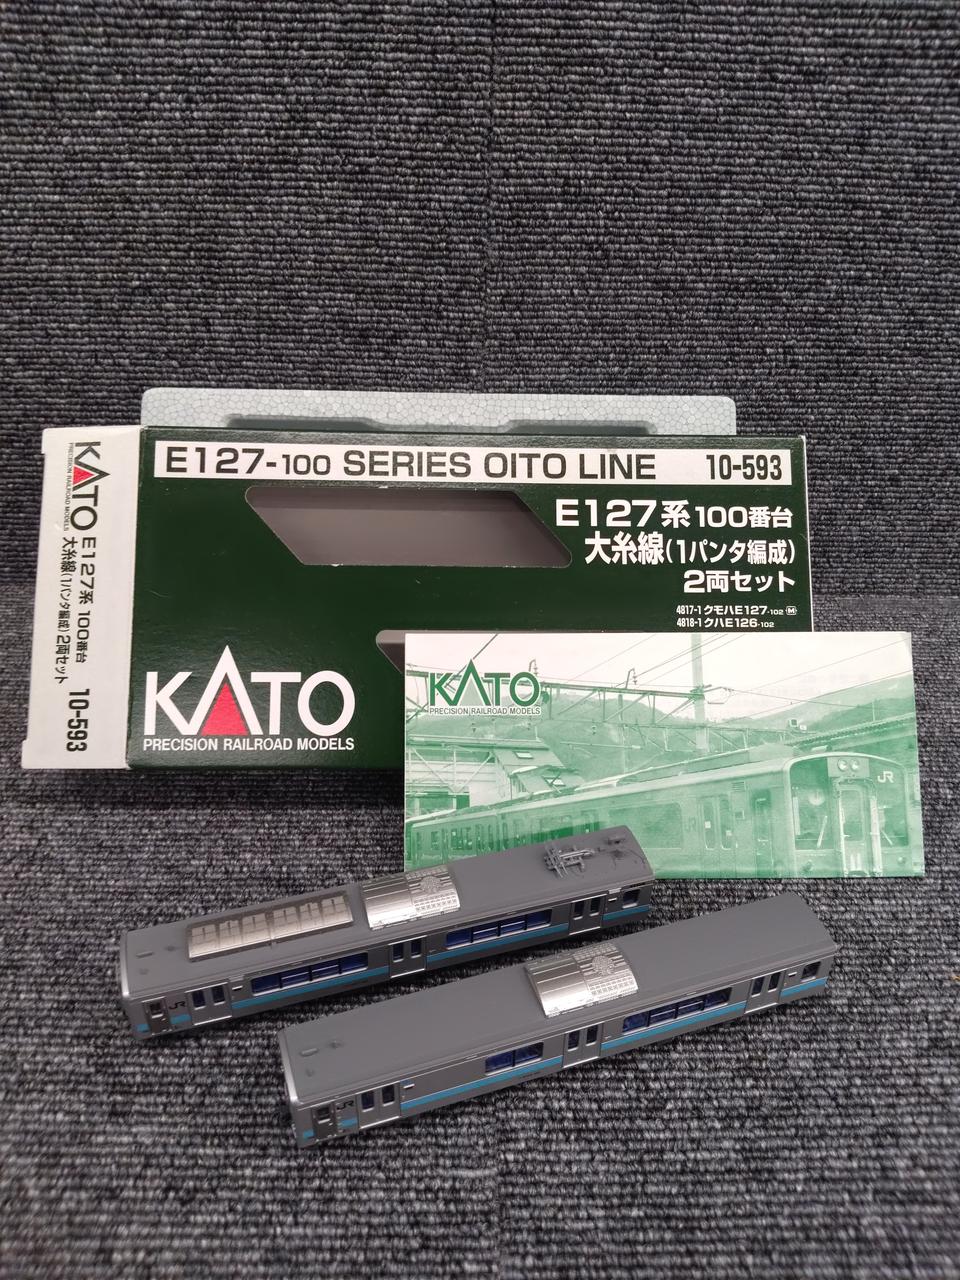 E127-100 SERIES OITO LINE 10-593
E127系 100番台
大糸線(1パンタ編成)
2両セット
4817-1 クモハE127-102 M
4818-1 クハE126-102
KATO
PRECISION RAILROAD MODELS
KATO
PRECISION RAILROAD MODELS
E127系 100番台
大糸線(1パンタ編成) 2両セット
10-593
KATO
PRECISION RAILROAD MODELS
JR
JR
JR